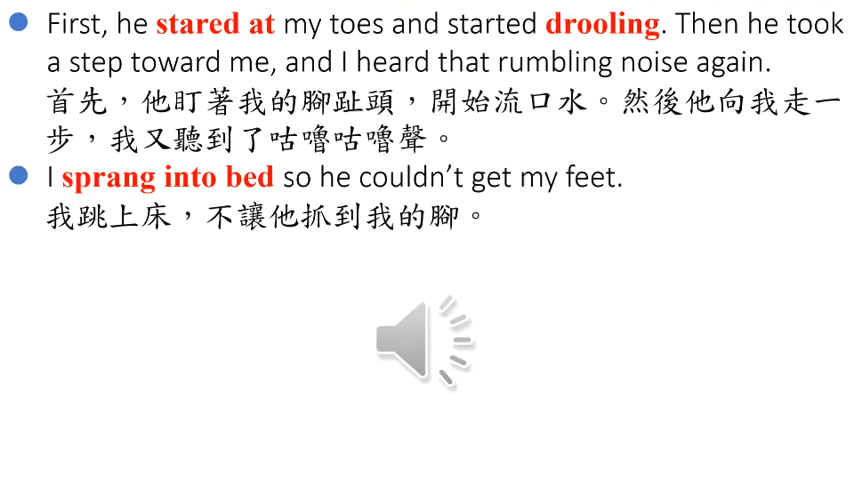 First, he stared at my toes and started drooling. Then he took
a step toward me, and I heard that rumbling noise again.
首先，他盯著我的腳趾頭，開始流口水。然後他向我走一
步，我又聽到了咕嚕咕嚕聲。
I sprang into bed so he couldn’t get my feet.
我跳上床，不讓他抓到我的腳。